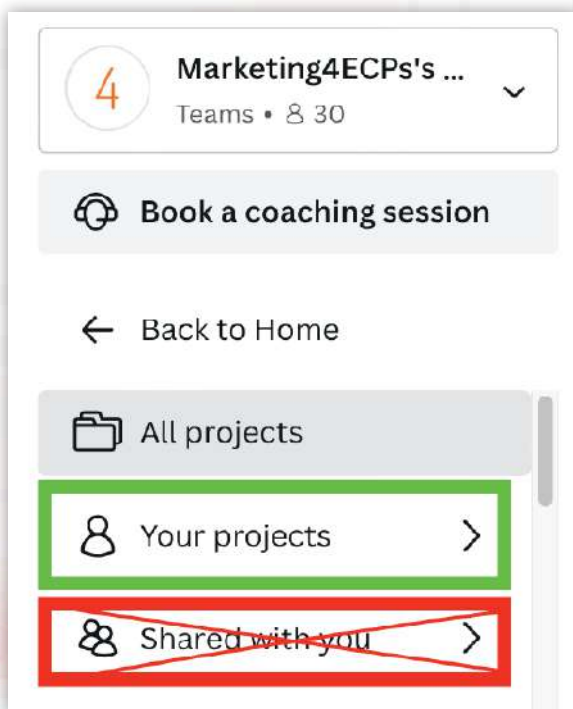 4
Marketing4ECPs's ...
Teams • 30
Book a coaching session
Back to Home
All projects
Your projects
Shared with you